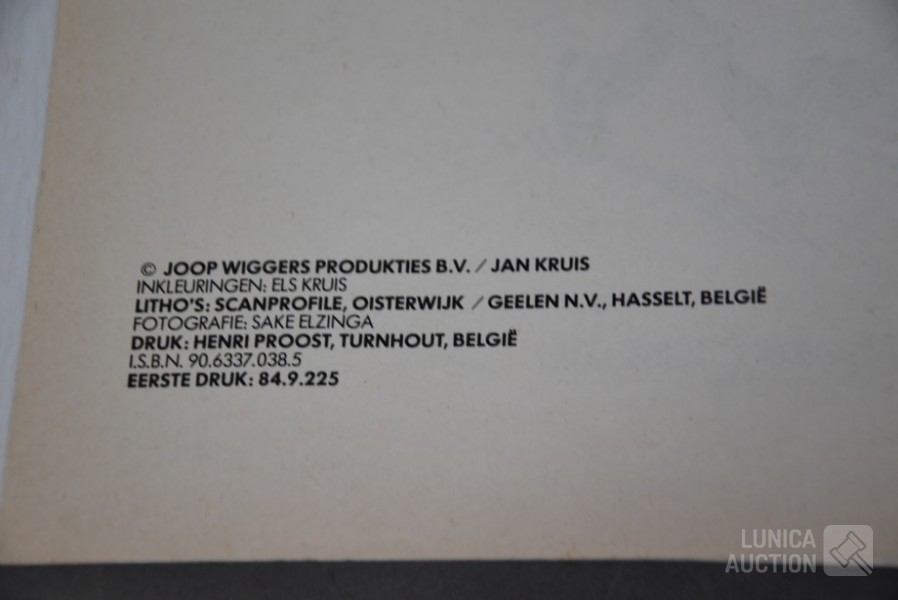 © JOOP WIGGERS PRODUKTIES B.V. / JAN KRUIS
INKLEURINGEN: ELS KRUIS
LITHO'S: SCANPROFILE, OISTERWIJK / GEELEN N.V., HASSELT, BELGIË
FOTOGRAFIE: SAKE ELZINGA
DRUK: HENRI PROOST, TURNHOUT, BELGIË
I.S.B.N. 90.6337.038.5
EERSTE DRUK: 84.9.225
LUNICA
AUCTION